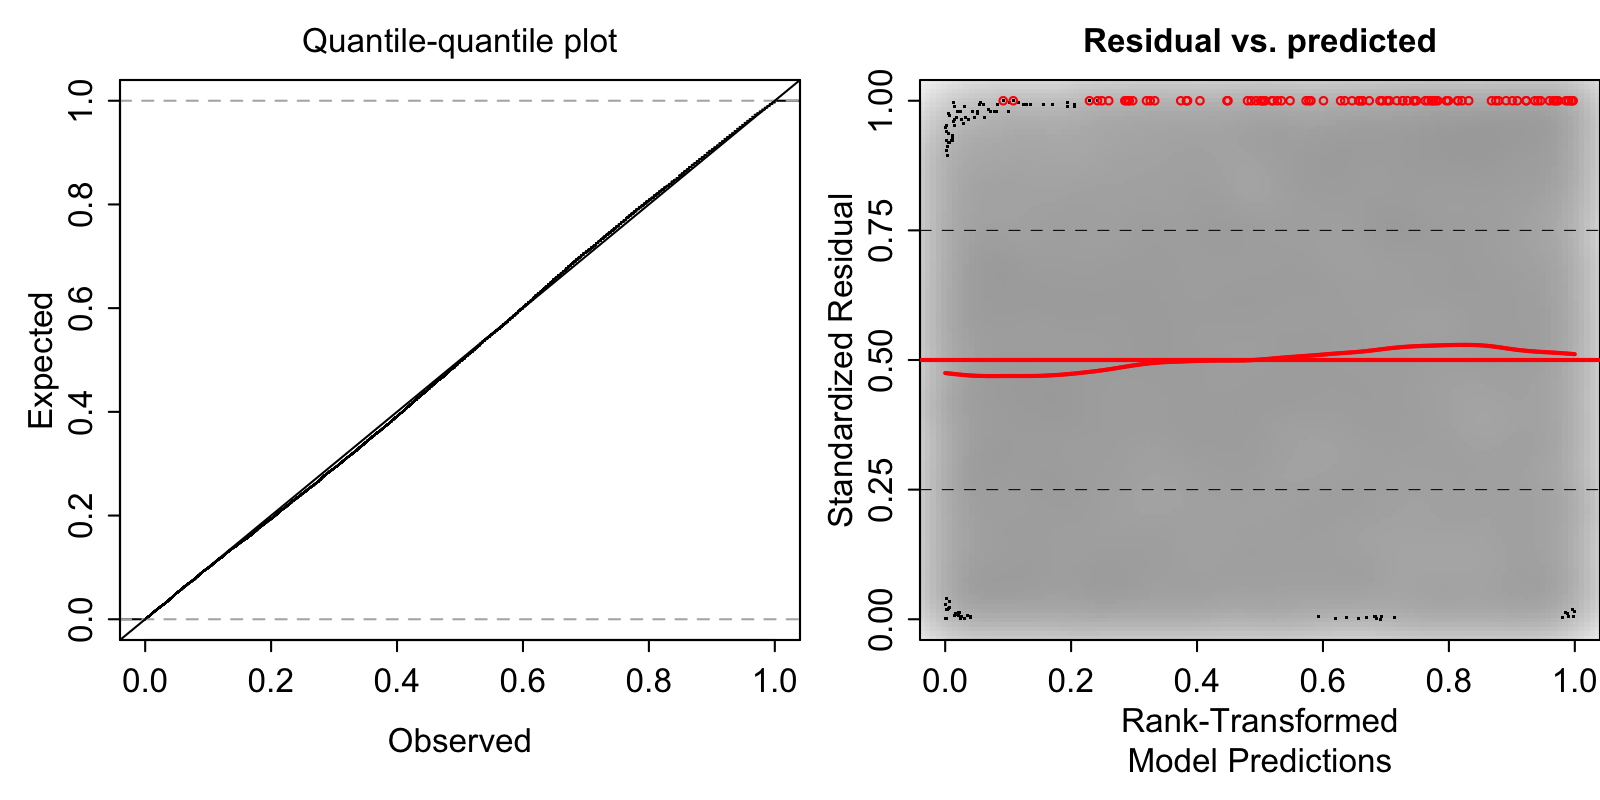 Quantile-quantile plot
Expected
1.0
0.8
0.6
0.4
0.2
0.0
0.0 0.2 0.4 0.6 0.8 1.0
Observed
Residual vs. predicted
Standardized Residual
1.00
0.75
0.50
0.25
0.00
0.0 0.2 0.4 0.6 0.8 1.0
Rank-Transformed
Model Predictions